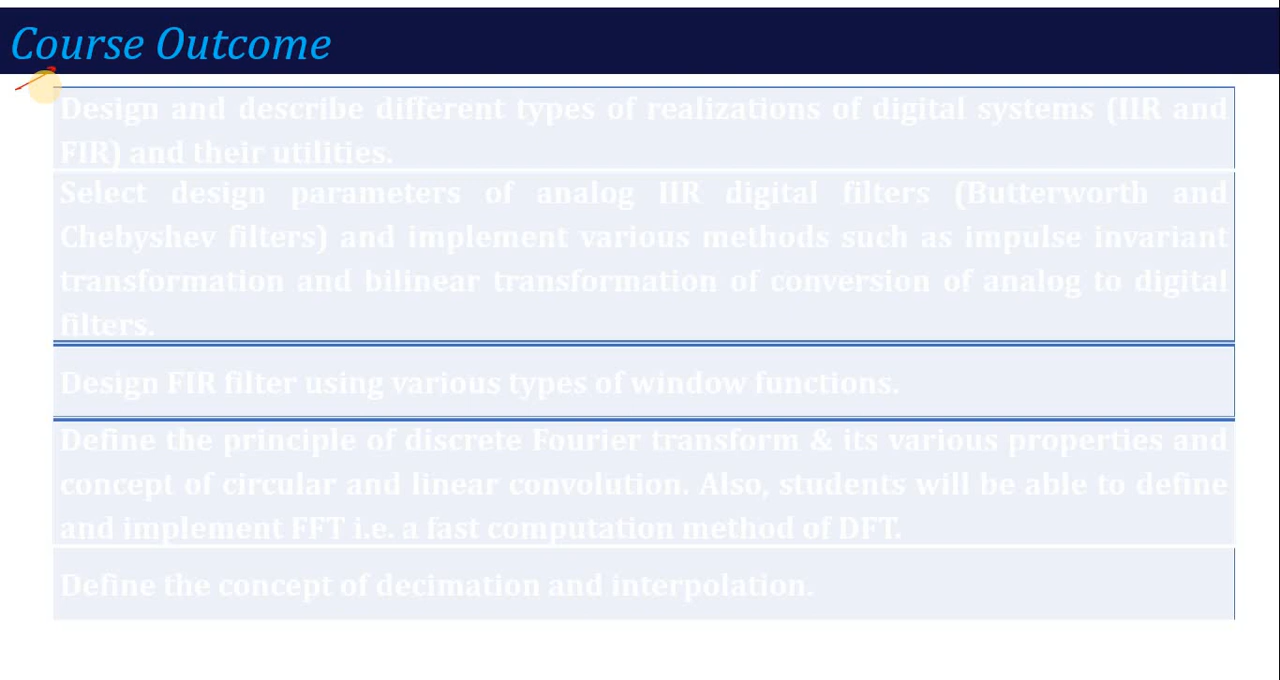 Course Outcome
Design and describe different types of realizations of digital systems (IIR and
FIR) and their utilities.
Select design parameters of analog IIR digital filters (Butterworth and
Chebyshev filters) and implement various methods such as impulse invariant
transformation and bilinear transformation of conversion of analog to digital
filters.
Design FIR filter using various types of window functions.
Define the principle of discrete Fourier transform & its various properties and
concept of circular and linear convolution. Also, students will be able to define
and implement FFT i.e. a fast computation method of DFT.
Define the concept of decimation and interpolation.